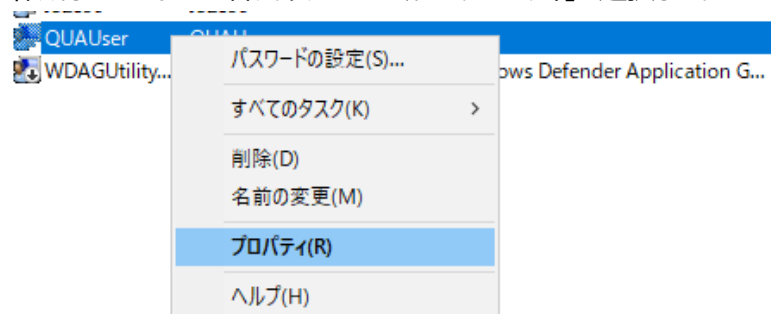 QUAUser
パスワードの設定(S)...
WDAGUtility...
ows Defender Application G...
すべてのタスク(K)
削除(D)
名前の変更(M)
プロパティ(R)
ヘルプ(H)